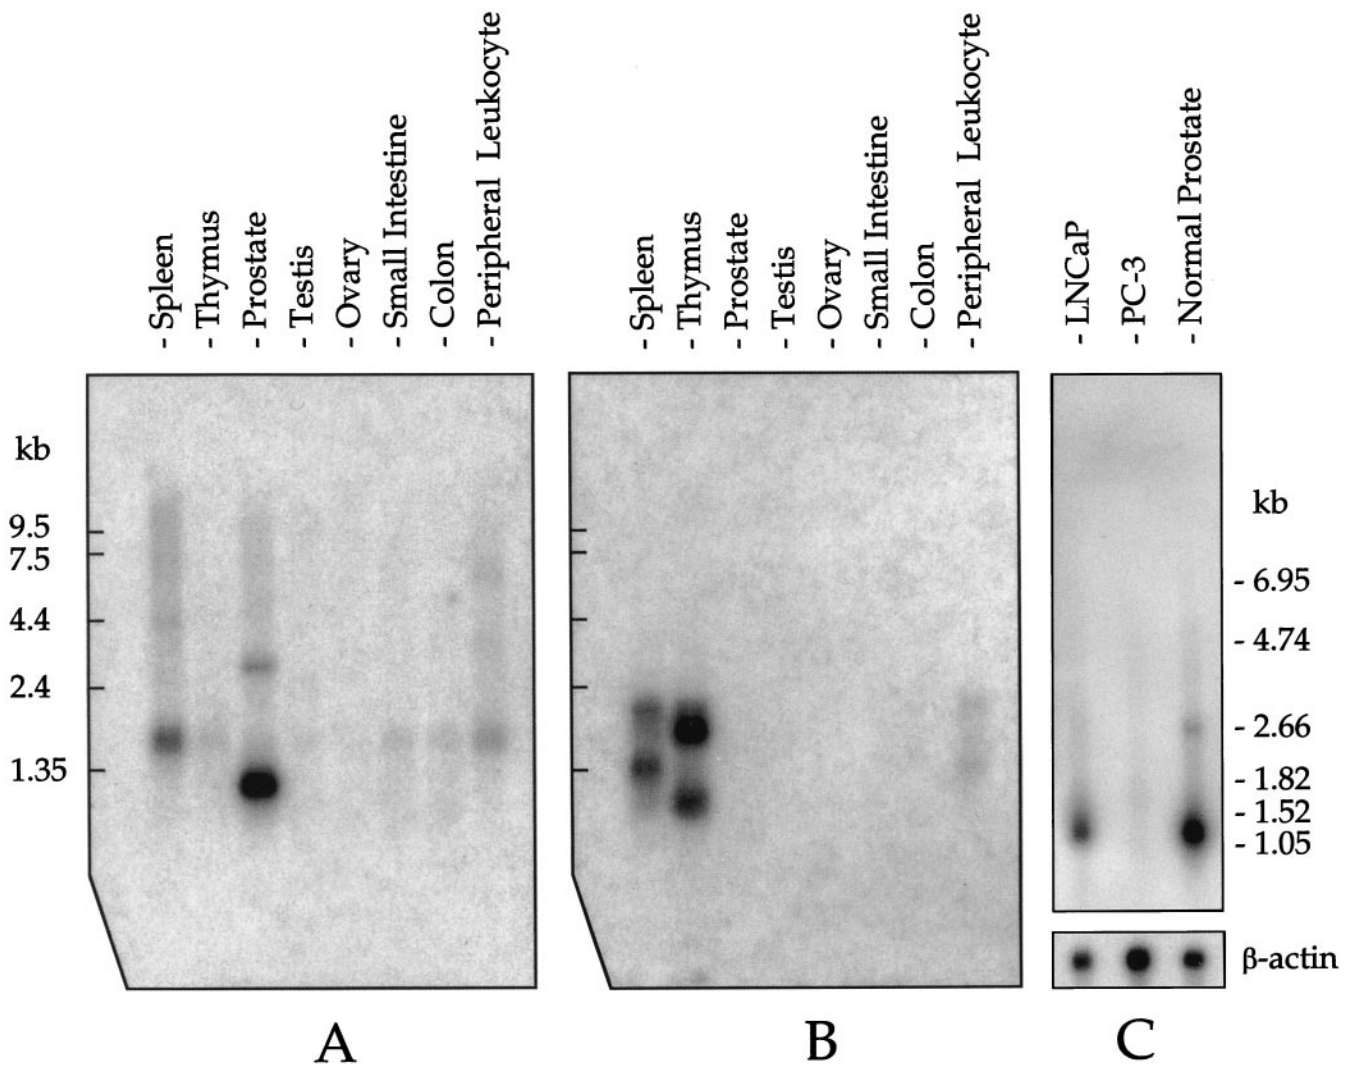 - Spleen
- Thymus
- Prostate
- Testis
- Ovary
- Small Intestine
- Colon
- Peripheral Leukocyte
- Spleen
- Thymus
- Prostate
- Testis
- Ovary
- Small Intestine
- Colon
- Peripheral Leukocyte
- LNCaP
- PC-3
- Normal Prostate
kb
9.5
7.5
4.4
2.4
1.35
kb
- 6.95
- 4.74
- 2.66
- 1.82
- 1.52
- 1.05
β-actin
A
B
C